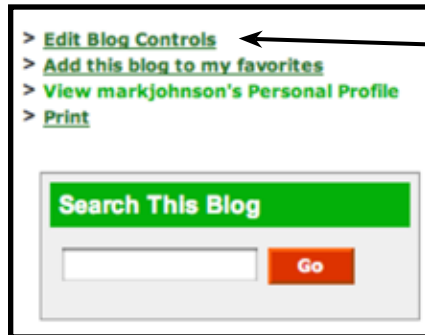 > Edit Blog Controls
> Add this blog to my favorites
> View markjohnson's Personal Profile
> Print
Search This Blog
Go